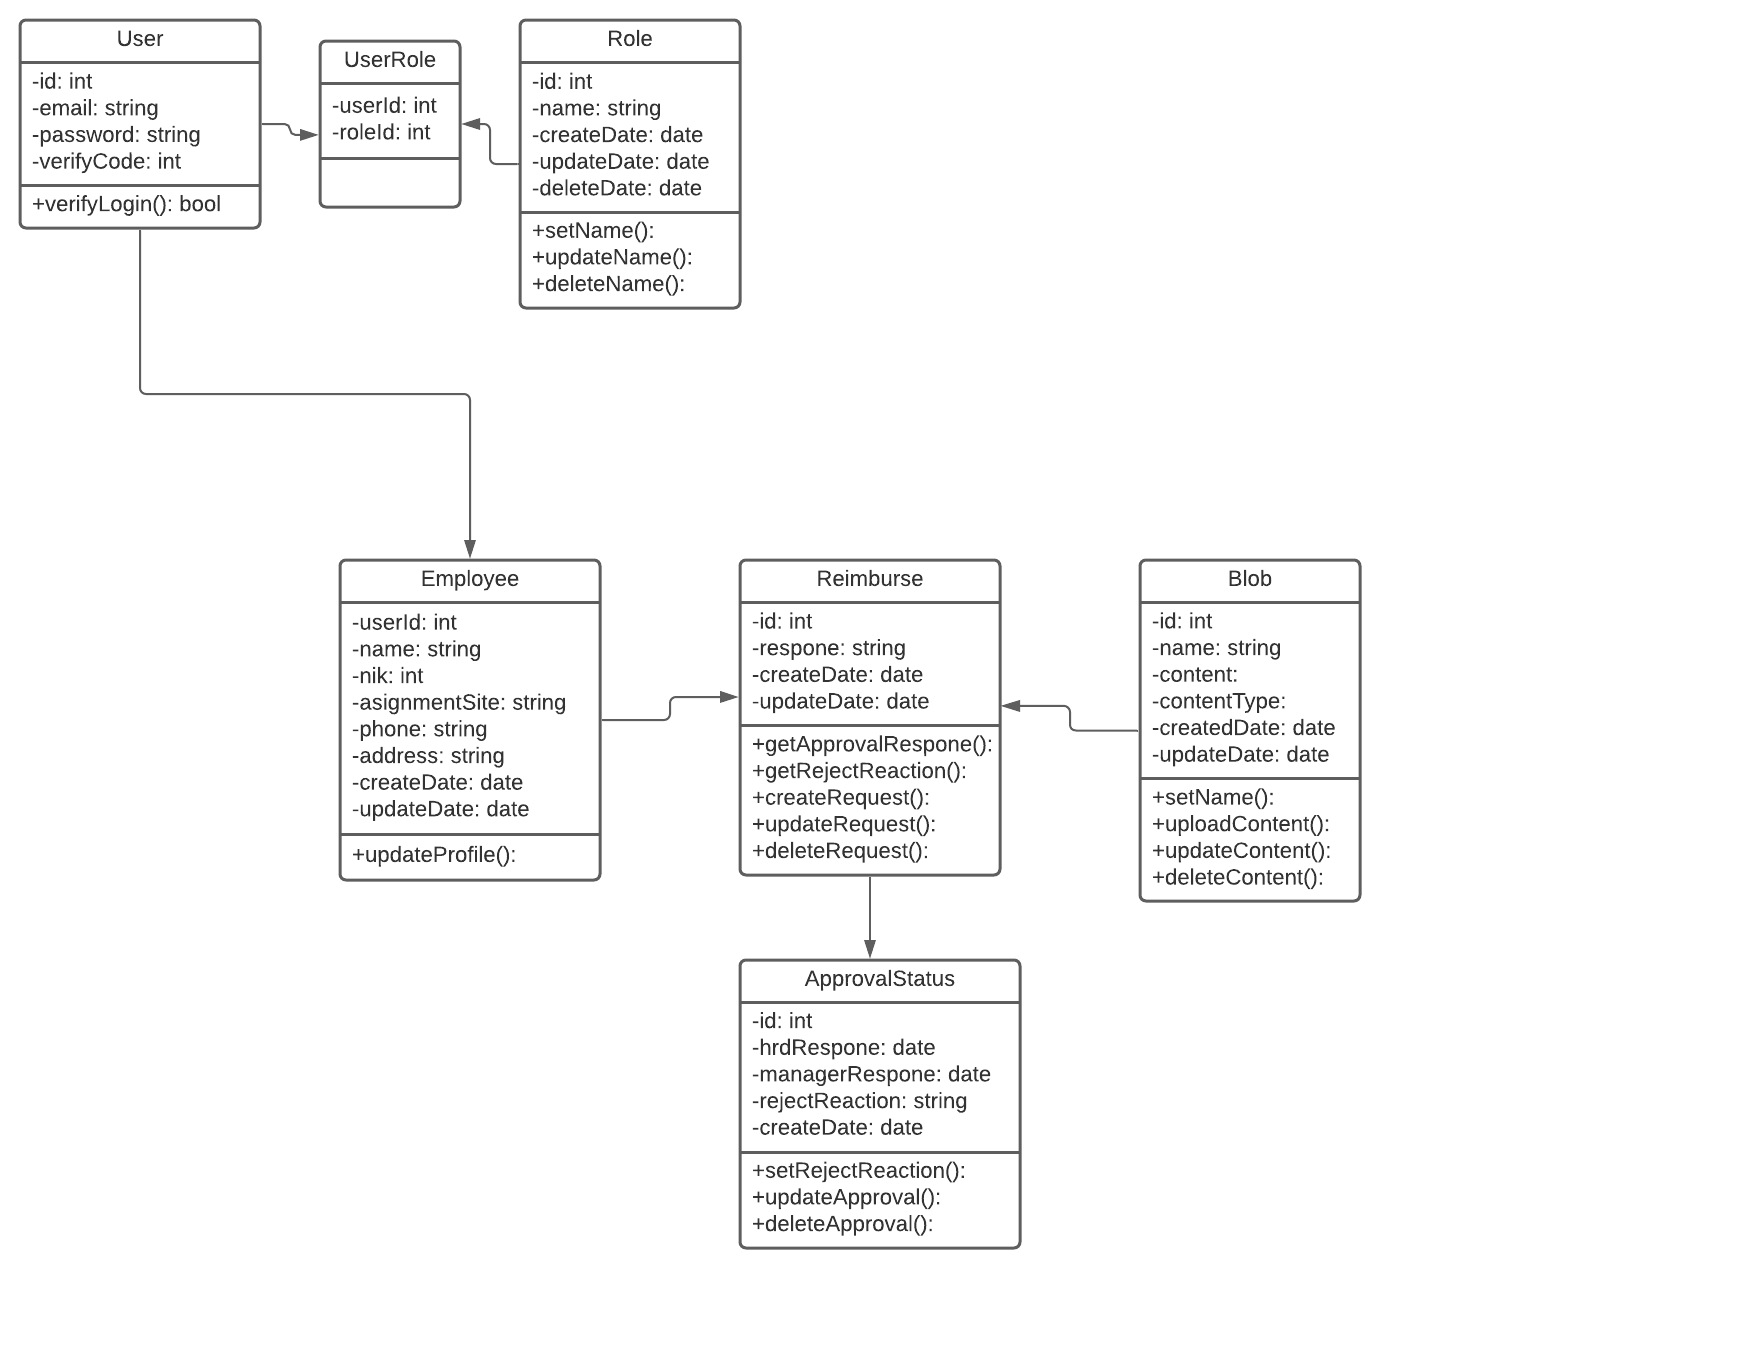 User
-id: int
-email: string
-password: string
-verifyCode: int
+verifyLogin(): bool
UserRole
-userId: int
-roleId: int
Role
-id: int
-name: string
-createDate: date
-updateDate: date
-deleteDate: date
+setName():
+updateName():
+deleteName():
Employee
-userId: int
-name: string
-nik: int
-asignmentSite: string
-phone: string
-address: string
-createDate: date
-updateDate: date
+updateProfile():
Reimburse
-id: int
-respone: string
-createDate: date
-updateDate: date
+getApprovalRespone():
+getRejectReaction():
+createRequest():
+updateRequest():
+deleteRequest():
Blob
-id: int
-name: string
-content:
-contentType:
-createdDate: date
-updateDate: date
+setName():
+uploadContent():
+updateContent():
+deleteContent():
ApprovalStatus
-id: int
-hrdRespone: date
-managerRespone: date
-rejectReaction: string
-createDate: date
+setRejectReaction():
+updateApproval():
+deleteApproval():